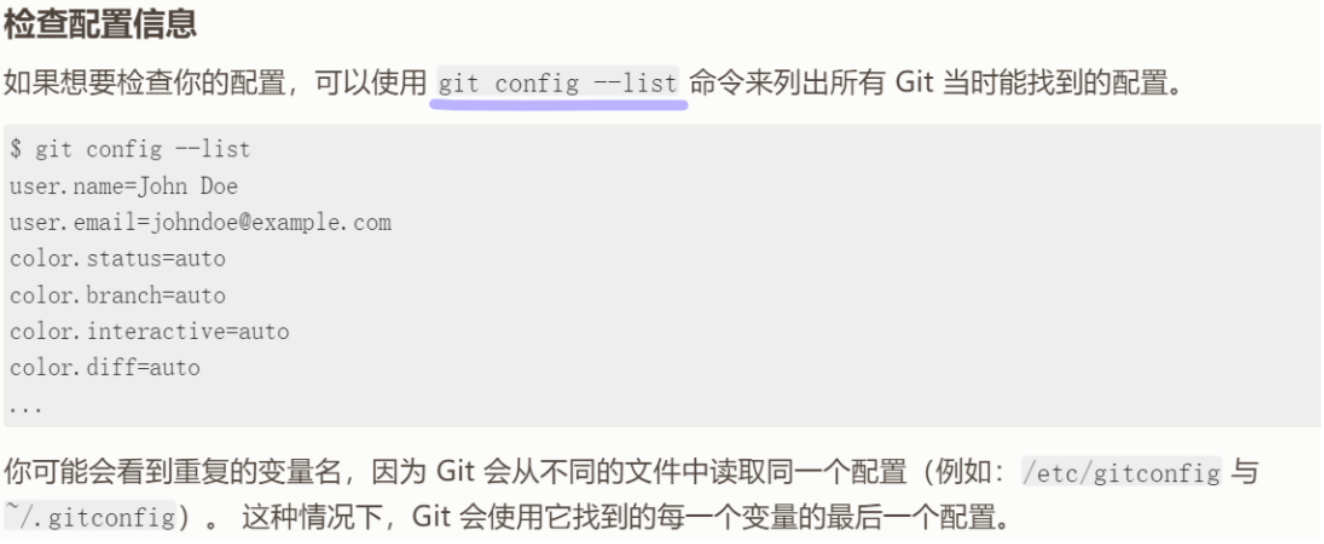 检查配置信息
如果想要检查你的配置，可以使用 git config --list 命令来列出所有 Git 当时能找到的配置。
$ git config --list
user.name=John Doe
user.email=johndoe@example.com
color.status=auto
color.branch=auto
color.interactive=auto
color.diff=auto
...
你可能会看到重复的变量名，因为 Git 会从不同的文件中读取同一个配置（例如：/etc/gitconfig 与
~/.gitconfig）。 这种情况下，Git 会使用它找到的每一个变量的最后一个配置。